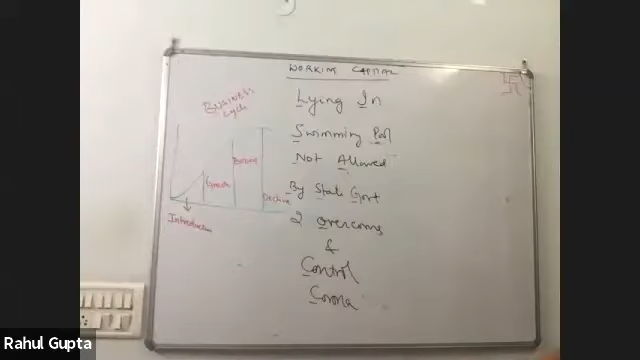 WORKING CAPITAL
BUSINESS
Cycle
Growth
Decline
Introduction
Lying In
Swimming Pool
Not Allowed
By State Govt
2 Overcome
&
Control
Corona
Rahul Gupta